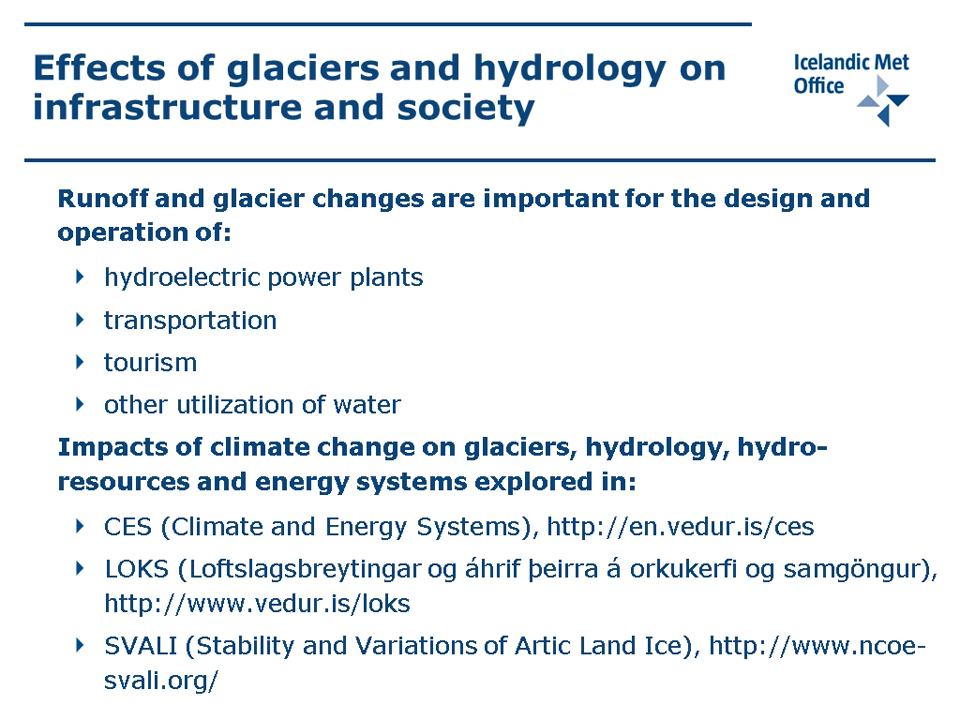 Effects of glaciers and hydrology on
infrastructure and society
Icelandic Met
Office
Runoff and glacier changes are important for the design and
operation of:
hydroelectric power plants
transportation
tourism
other utilization of water
Impacts of climate change on glaciers, hydrology, hydro-
resources and energy systems explored in:
CES (Climate and Energy Systems), http://en.vedur.is/ces
LOKS (Loftslagsbreytingar og áhrif þeirra á orkukerfi og samgöngur),
http://www.vedur.is/loks
SVALI (Stability and Variations of Artic Land Ice), http://www.ncoe-
svali.org/